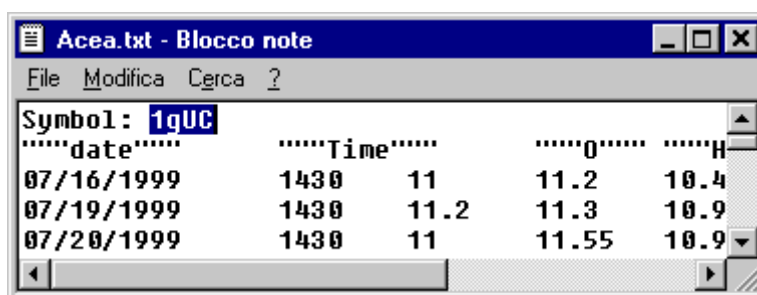 Acea.txt - Blocco note
File Modifica Cerca ?
Symbol: 1gUC
""""""date"""""" """"""Time"""""" """"""O"""""" """"""H
07/16/1999 1430 11 11.2 10.4
07/19/1999 1430 11.2 11.3 10.9
07/20/1999 1430 11 11.55 10.9